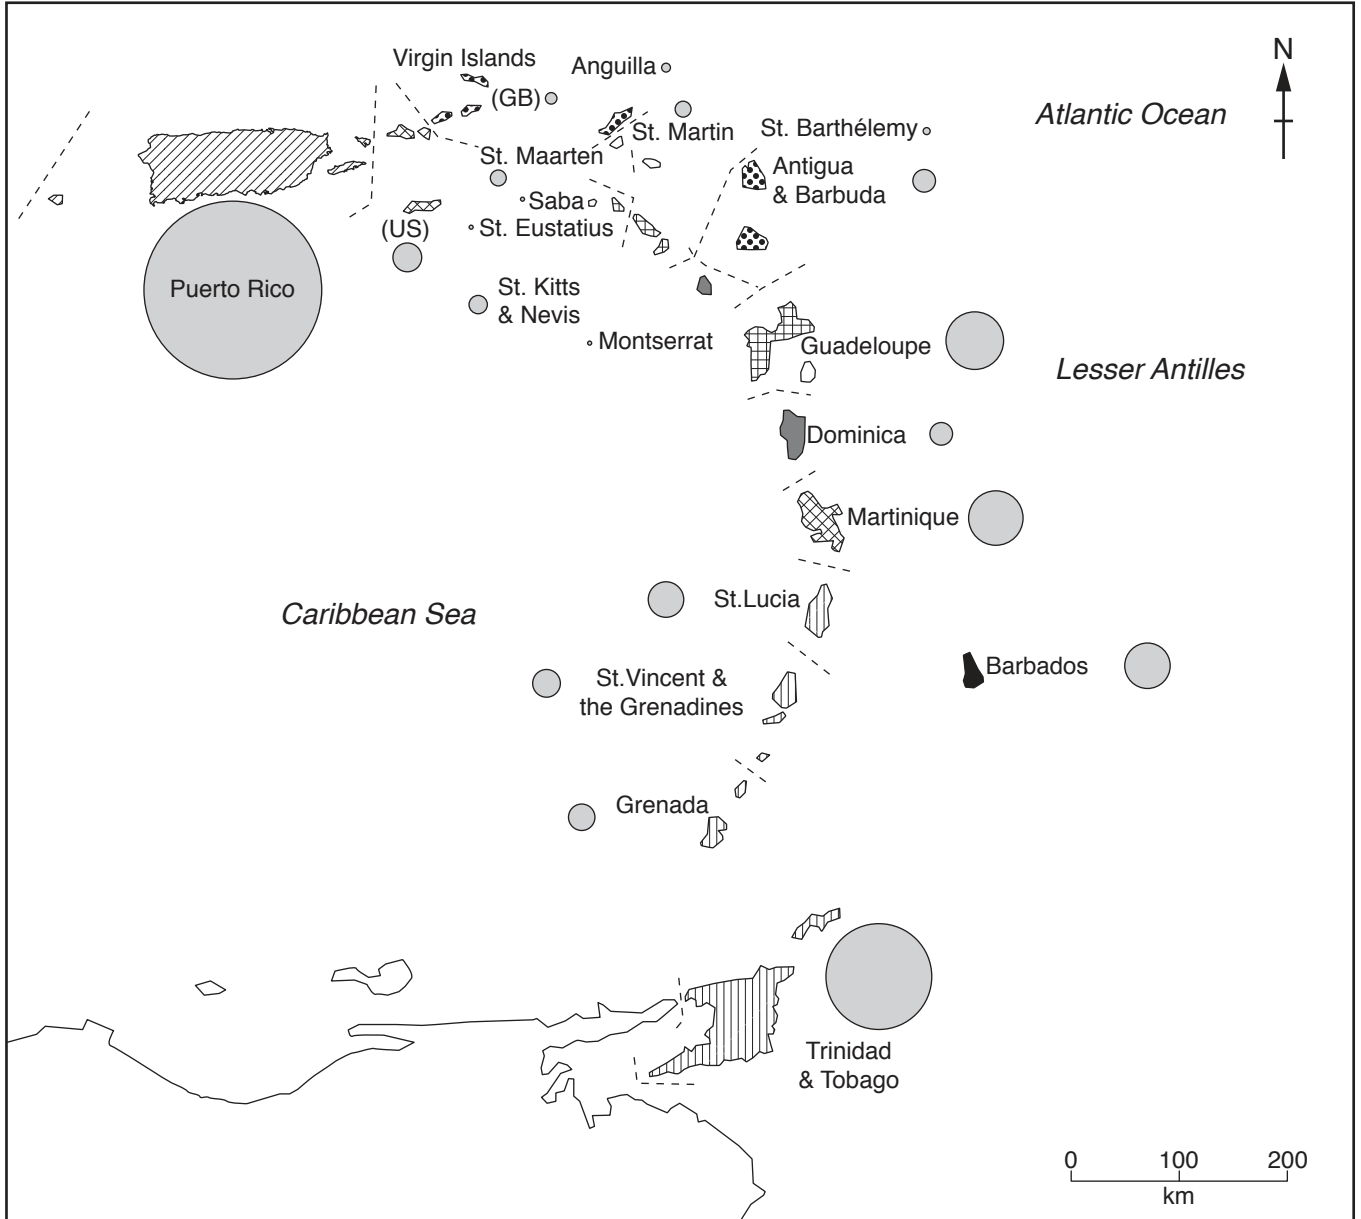 Virgin Islands
Anguilla
N
(GB)
Atlantic Ocean
St. Martin
St. Barthélemy
St. Maarten
Antigua
& Barbuda
Saba
(US)
St. Eustatius
Puerto Rico
St. Kitts
& Nevis
Montserrat
Guadeloupe
Lesser Antilles
Dominica
Martinique
Caribbean Sea
St.Lucia
Barbados
St.Vincent &
the Grenadines
Grenada
Trinidad
& Tobago
0 100 200
km